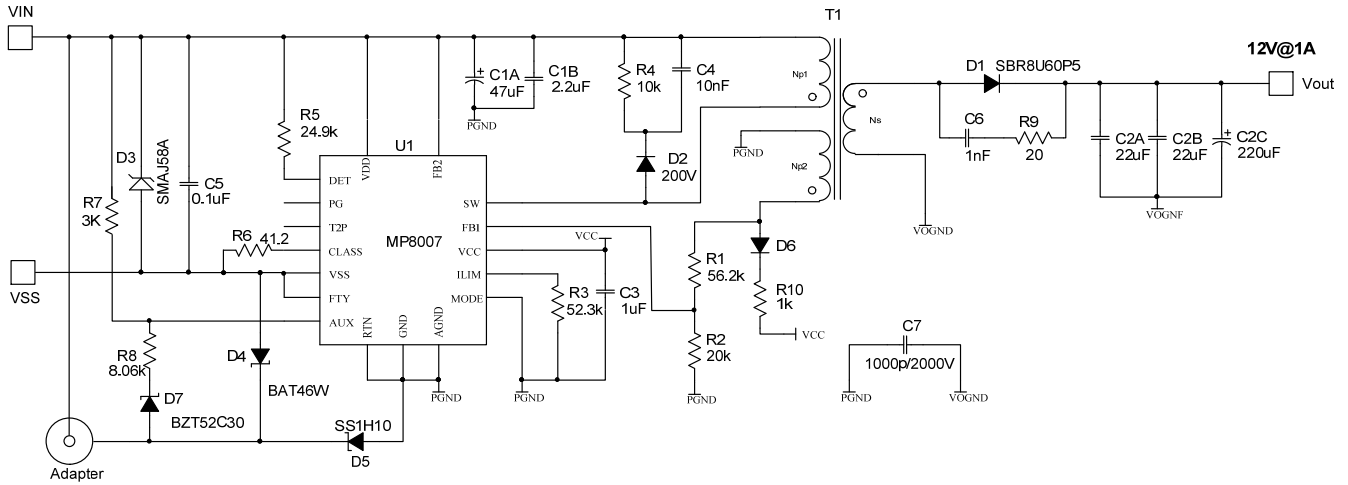 VIN
T1
12V@1A
D1 SBR8U60P5
Vout
R4
10k
C4
10nF
C1A
47uF
C1B
2.2uF
+
PGND
Np1
Ns
Np2
PGND
C6
1nF
R9
20
C2A
22uF
C2B
22uF
+
C2C
220uF
VOGNF
VOGND
R5
24.9k
U1
D3
SMAJ58A
C5
0.1uF
R7
3K
R6 41.2
D2
200V
VDD
FB2
DET
PG
T2P
CLASS
VSS
FTY
AUX
MP8007
SW
FBI
VCC
ILIM
MODE
RTN
GND
AGND
VCC
R3
52.3k
C3
1uF
R1
56.2k
R2
20k
D6
R10
1k
VCC
VSS
R8
8.06k
D4
BAT46W
D7
BZT52C30
SS1H10
D5
PGND
PGND
PGND
C7
1000p/2000V
PGND
VOGND
Adapter